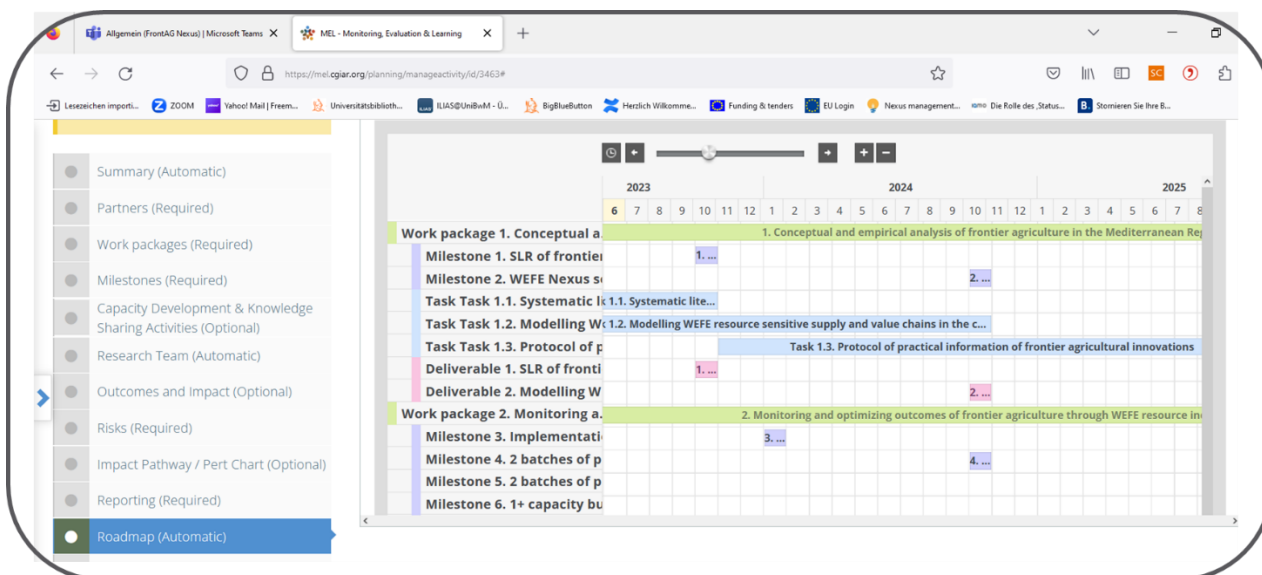 Allgemein (FrontAG Nexus) | Microsoft Teams
MEL - Monitoring, Evaluation & Learning
https://mel.cgiar.org/planning/manageactivity/id/3463#
SC
Lesezeichen importi...
ZOOM
Yahoo! Mail | Freem...
Universitätsbiblioth...
ILIAS@UniBwM - Ü...
BigBlueButton
Herzlich Wilkomme...
Funding & tenders
EU Login
Nexus management...
Die Rolle des ‚Status...
B. Stornieren Sie Ihre B...
Summary (Automatic)
Partners (Required)
Work packages (Required)
Milestones (Required)
Capacity Development & Knowledge
Sharing Activities (Optional)
Research Team (Automatic)
Outcomes and Impact (Optional)
Risks (Required)
Impact Pathway / Pert Chart (Optional)
Reporting (Required)
Roadmap (Automatic)
2023 2024 2025
6 7 8 9 10 11 12 1 2 3 4 5 6 7 8 9 10 11 12 1 2 3 4 5 6 7 8
Work package 1. Conceptual a. 1. Conceptual and empirical analysis of frontier agriculture in the Mediterranean Re
Milestone 1. SLR of frontier 1. ...
Milestone 2. WEFE Nexus s 2. ...
Task Task 1.1. Systematic l 1.1. Systematic lite...
Task Task 1.2. Modelling W 1.2. Modelling WEFE resource sensitive supply and value chains in the c...
Task Task 1.3. Protocol of p Task 1.3. Protocol of practical information of frontier agricultural innovations
Deliverable 1. SLR of fronti 1. ...
Deliverable 2. Modelling W 2. ...
Work package 2. Monitoring a. 2. Monitoring and optimizing outcomes of frontier agriculture through WEFE resource in
Milestone 3. Implementati 3. ...
Milestone 4. 2 batches of p 4. ...
Milestone 5. 2 batches of p
Milestone 6. 1+ capacity bu